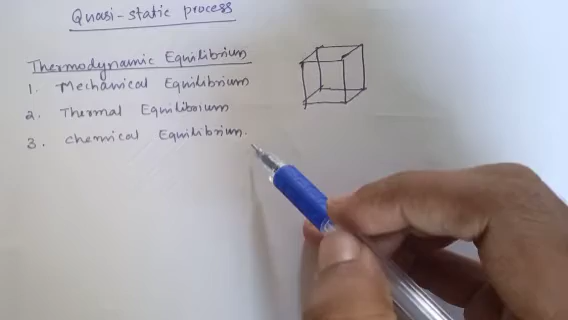 Quasi-static process
Thermodynamic Equilibrium
1. Mechanical Equilibrium
2. Thermal Equilibrium
3. Chemical Equilibrium.